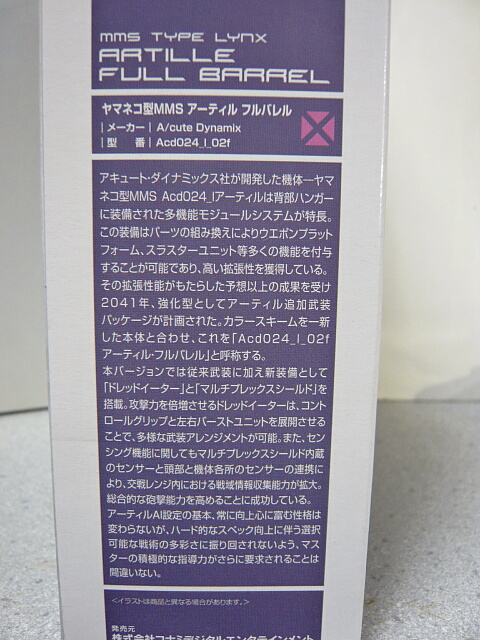 MMS TYPE LYNX
ARTILLE
FULL BARREL
ヤマネコ型MMS アーティル フルバレル
|メーカー| A/cute Dynamix
|型 番| Acd024_l_02f
アキュート・ダイナミックス社が開発した機体―ヤマ
ネコ型MMS Acd024_lアーティルは背部ハンガー
に装備された多機能モジュールシステムが特長。
この装備はパーツの組み換えによりウエポンプラット
フォーム、スラスターユニット等多くの機能を付与
することが可能であり、高い拡張性を獲得している。
その拡張性能がもたらした予想以上の成果を受け
2041年、強化型としてアーティル追加武装
パッケージが計画された。カラースキームを一新
した本体と合わせ、これを「Acd024_l_02f
アーティル・フルバレル」と呼称する。
本バージョンでは従来武装に加え新装備として
「ドレッドイーター」と「マルチプレックスシールド」を
搭載。攻撃力を倍増させるドレッドイーターは、コント
ロールグリップと左右バーストユニットを展開させる
ことで、多様な武装アレンジメントが可能。また、セン
シング機能に関してもマルチプレックスシールド内蔵
のセンサーと頭部と機体各所のセンサーの連携に
より、交戦レンジ内における戦域情報収集能力が拡大。
総合的な砲撃能力を高めることに成功している。
アーティルAI設定の基本、常に向上心に富む性格は
変わらないが、ハード的なスペック向上に伴う選択
可能な戦術の多彩さに振り回されないよう、マス
ターの積極的な指導力がさらに要求されることは
間違いない。
<イラストは商品と異なる場合があります。>
発売元
株式会社コナミデジタルエンタテインメント